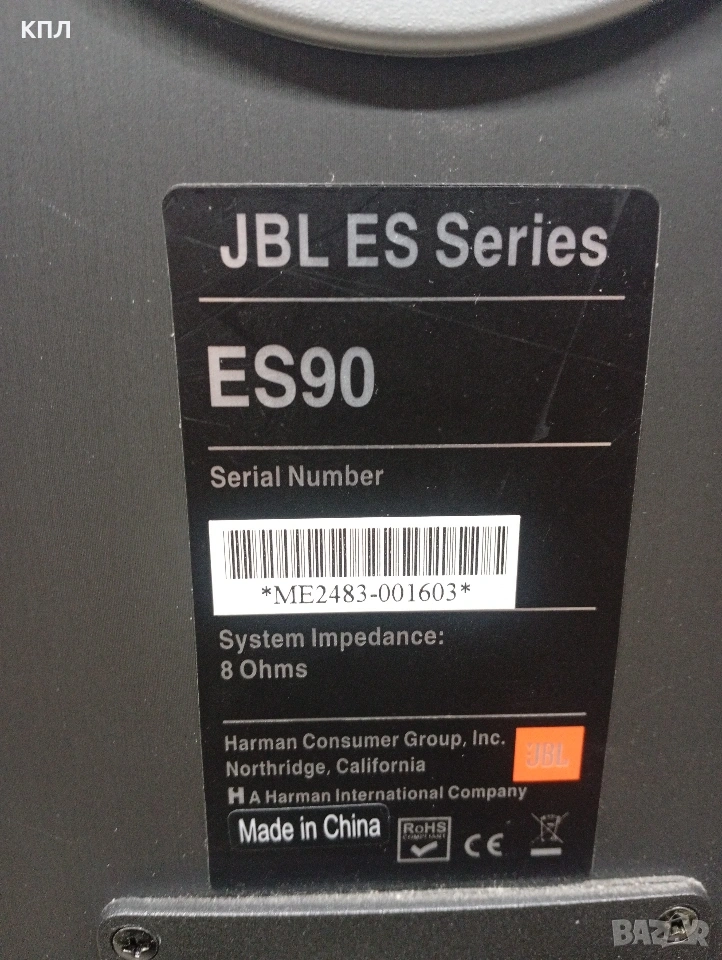 КПЛ
JBL ES Series
ES90
Serial Number
*ME2483-001603*
System Impedance:
8 Ohms
Harman Consumer Group, Inc.
Northridge, California
JBL
H A Harman International Company
Made in China
RoHS
COMPLIANT
CE
BAZAR